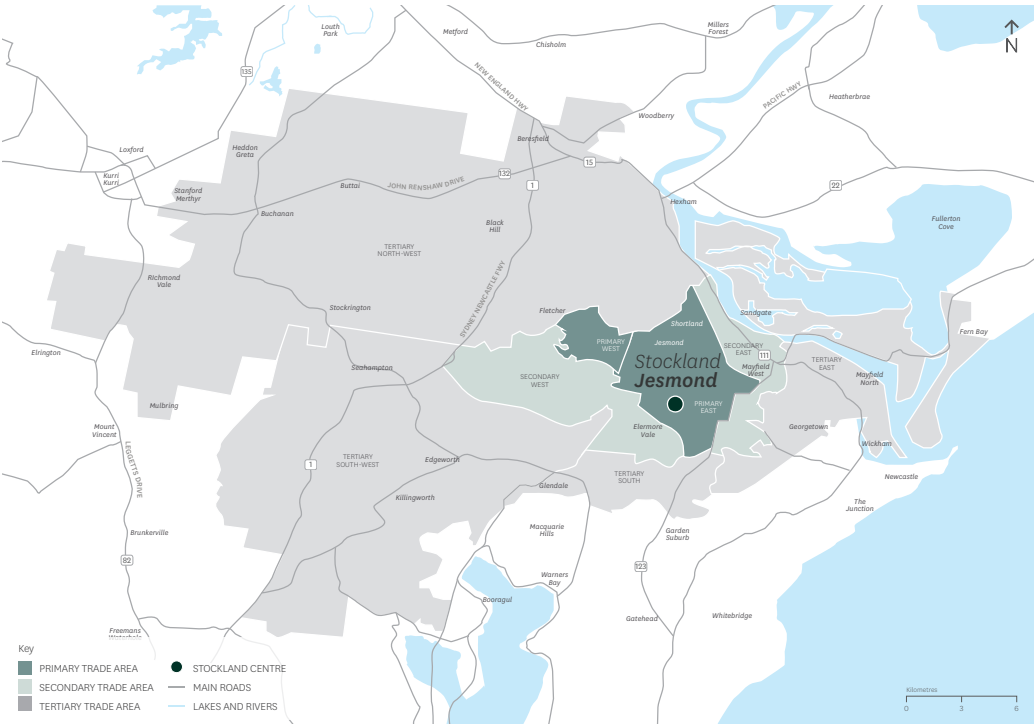 Louth
Park
Metford
Millers
Forest
Chisholm
N
135
NEW ENGLAND HWY
PACIFIC HWY
Heatherbrae
Woodberry
Beresfield
Loxford
Heddon
Greta
15
Kurri
Kurri
132
1
22
Stanford
Merthyr
Buttai
JOHN RENSHAW DRIVE
Hexham
Buchanan
Black
Hill
Fullerton
Cove
TERTIARY
NORTH-WEST
Richmond
Vale
SYDNEY NEWCASTLE FWY
Stockrington
Fletcher
Sandgate
Shortland
Fern Bay
PRIMARY
WEST
Jesmond
SECONDARY
EAST
Elrington
111
Stockland
Jesmond
Seahampton
Mayfield
West
TERTIARY
EAST
SECONDARY
WEST
Mayfield
North
Mulbring
PRIMARY
EAST
Mount
Vincent
Elermore
Vale
Georgetown
LEGGETTS DRIVE
Wickham
1
TERTIARY
SOUTH-WEST
Edgeworth
TERTIARY
SOUTH
Newcastle
Glendale
Killingworth
The
Junction
Brunkerville
Macquarie
Hills
Garden
Suburb
82
123
Warners
Bay
Booragul
Gatehead
Whitebridge
Freemans
Key
PRIMARY TRADE AREA
STOCKLAND CENTRE
SECONDARY TRADE AREA
MAIN ROADS
TERTIARY TRADE AREA
LAKES AND RIVERS
Kilometres
0 3 6